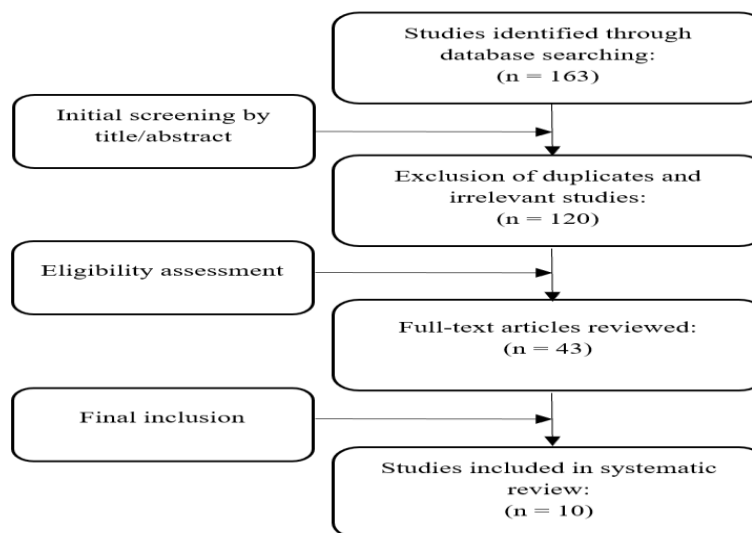 Studies identified through
database searching:
(n = 163)
Initial screening by
title/abstract
Exclusion of duplicates and
irrelevant studies:
(n = 120)
Eligibility assessment
Full-text articles reviewed:
(n = 43)
Final inclusion
Studies included in systematic
review:
(n = 10)